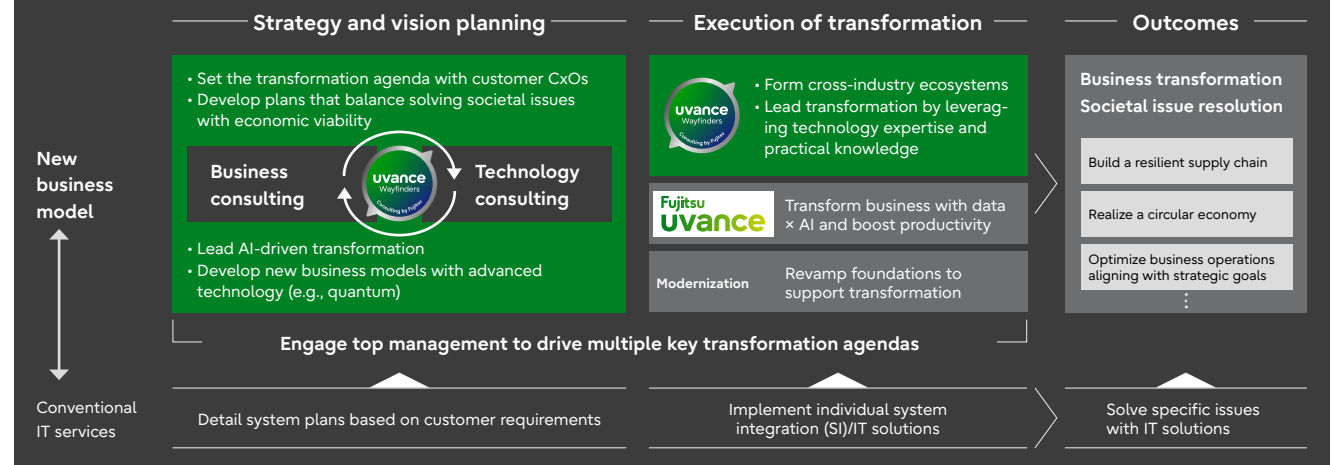 Strategy and vision planning
Execution of transformation
Outcomes
New
business
model
• Set the transformation agenda with customer CxOs
• Develop plans that balance solving societal issues
with economic viability
Business
consulting
uvance
Wayfinders
Consulting by Fujitsu
Technology
consulting
• Lead AI-driven transformation
• Develop new business models with advanced
technology (e.g., quantum)
uvance
Wayfinders
Consulting by Fujitsu
• Form cross-industry ecosystems
• Lead transformation by leverag-
ing technology expertise and
practical knowledge
Fujitsu
uvance
Transform business with data
× AI and boost productivity
Modernization
Revamp foundations to
support transformation
Business transformation
Societal issue resolution
Build a resilient supply chain
Realize a circular economy
Optimize business operations
aligning with strategic goals
⋮
Engage top management to drive multiple key transformation agendas
Conventional
IT services
Detail system plans based on customer requirements
Implement individual system
integration (SI)/IT solutions
Solve specific issues
with IT solutions